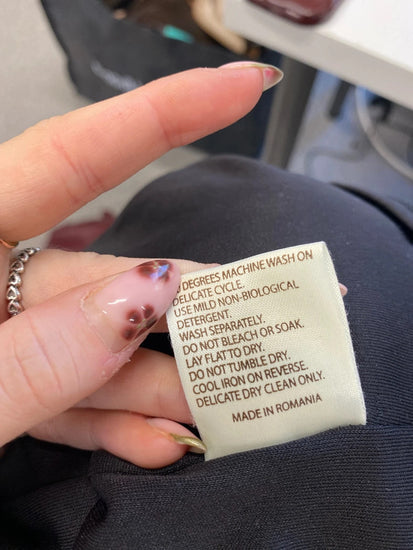 DEGREES MACHINE WASH ON
DELICATE CYCLE.
USE MILD NON-BIOLOGICAL
DETERGENT.
WASH SEPARATELY.
DO NOT BLEACH OR SOAK.
LAY FLAT TO DRY.
DO NOT TUMBLE DRY.
COOL IRON ON REVERSE.
DELICATE DRY CLEAN ONLY.
MADE IN ROMANIA